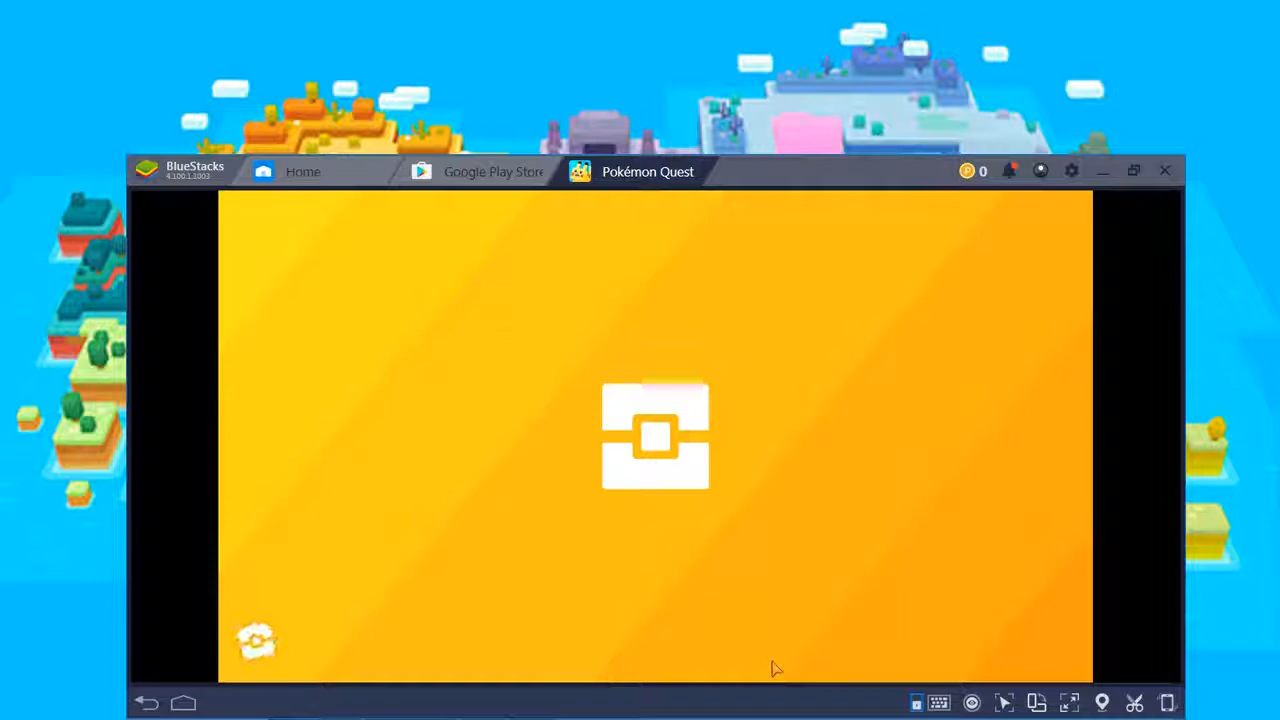 BlueStacks
4.100.1.1003
Home
Google Play Store
Pokémon Quest
0